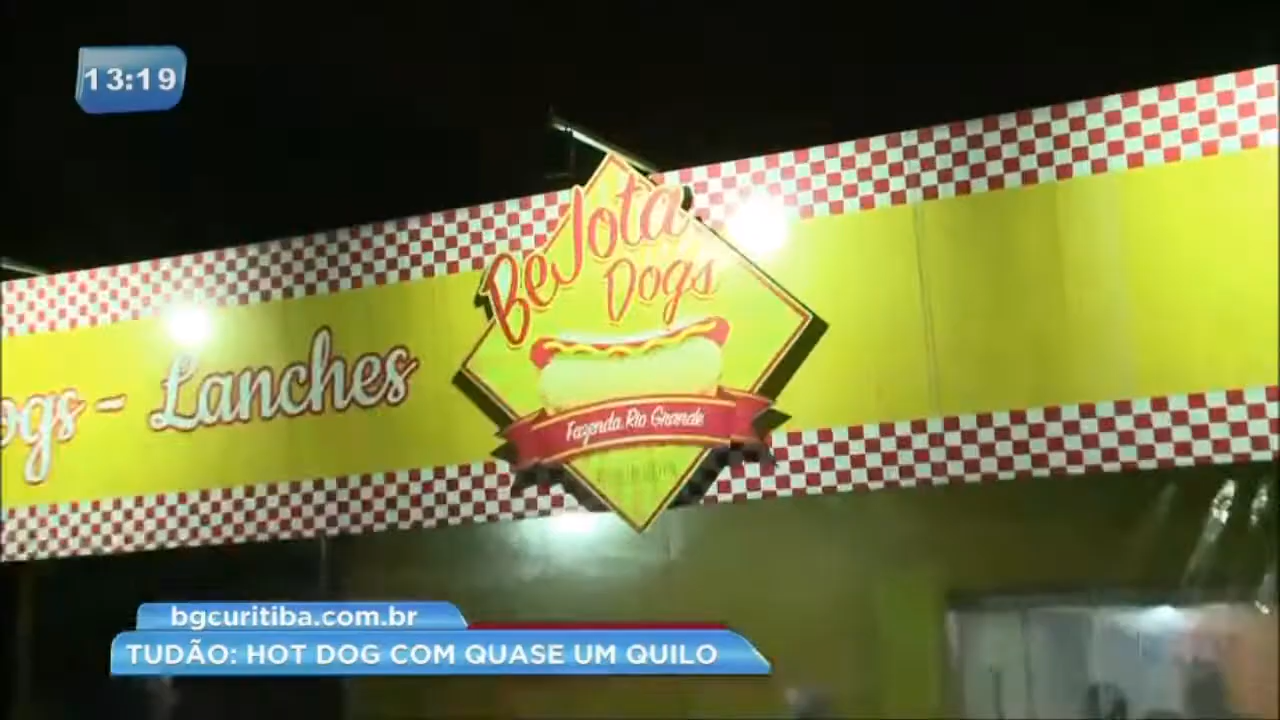 13:19
BeJota
Dogs
ogs - Lanches
Fazenda Rio Grande
bgcuritiba.com.br
TUDÃO: HOT DOG COM QUASE UM QUILO